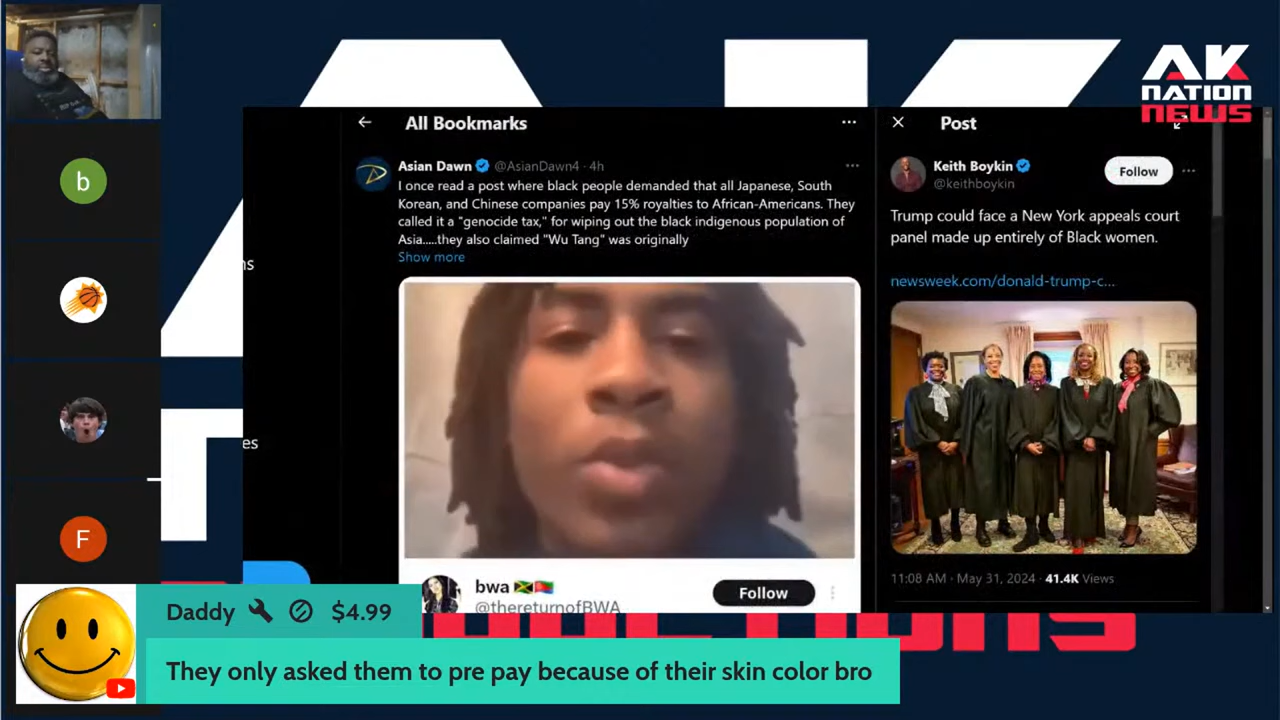 AK
NATION
NEWS
All Bookmarks
Asian Dawn @AsianDawn4 · 4h
I once read a post where black people demanded that all Japanese, South
Korean, and Chinese companies pay 15% royalties to African-Americans. They
called it a "genocide tax," for wiping out the black indigenous population of
Asia.....they also claimed "Wu Tang" was originally
Show more
bwa
@thereturnofBWA
Follow
Post
Keith Boykin
@keithboykin
Follow
Trump could face a New York appeals court
panel made up entirely of Black women.
newsweek.com/donald-trump-c...
11:08 AM · May 31, 2024 · 41.4K Views
b
F
ns
es
Daddy $4.99
They only asked them to pre pay because of their skin color bro